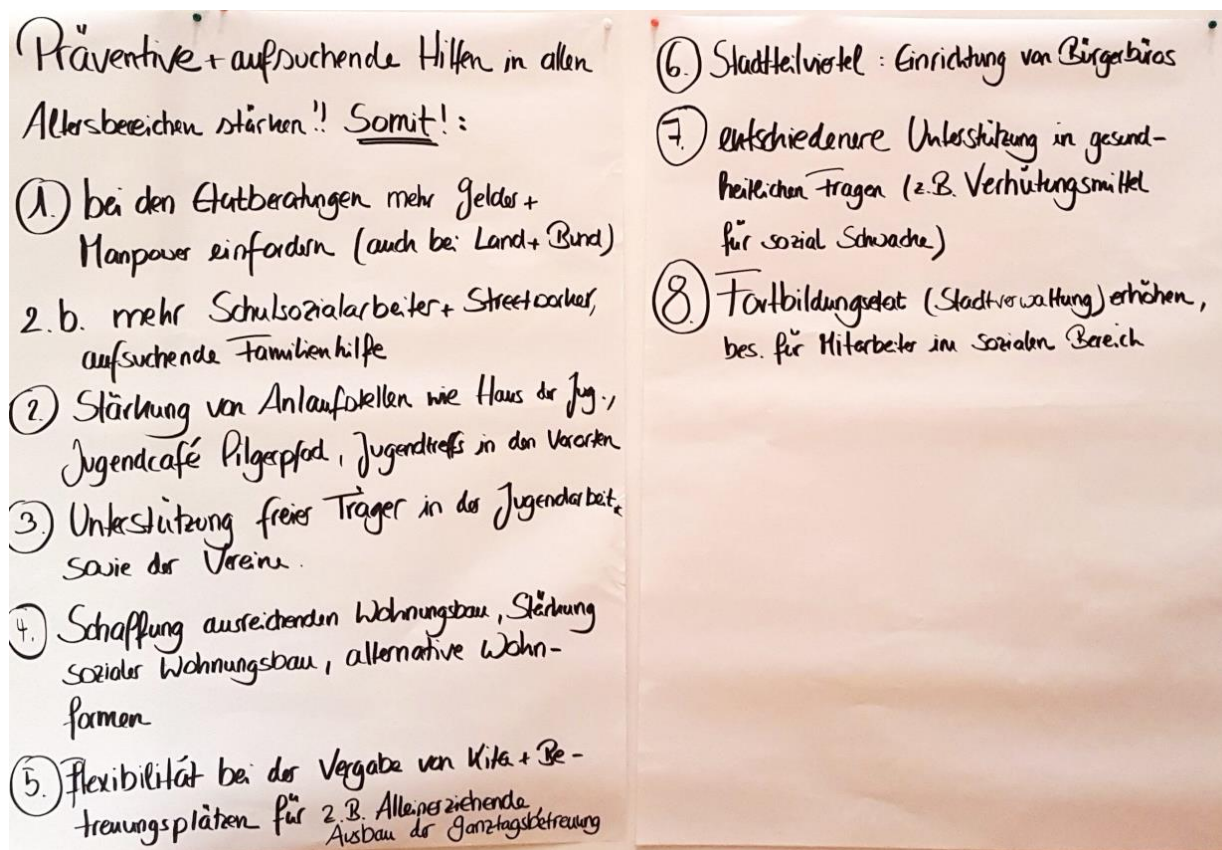 Präventive + aufsuchende Hilfen in allen
Altersbereichen stärken!! Somit!:
1.) bei den Etatberatungen mehr Gelder +
Manpower einfordern (auch bei Land + Bund)
z.b. mehr Schulsozialarbeiter + Streetworker,
aufsuchende Familienhilfe
2.) Stärkung von Anlaufstellen wie Haus der Jug.,
Jugendcafé Pilgerpfad, Jugendtreffs in den Vororten
3.) Unterstützung freier Träger in der Jugendarbeit,
sowie der Vereine.
4.) Schaffung ausreichenden Wohnungsbau, Stärkung
sozialer Wohnungsbau, alternative Wohn-
formen
5.) Flexibilität bei der Vergabe von Kita + Be-
treuungsplätzen für z.B. Alleinerziehende,
Ausbau der Ganztagsbetreuung
6.) Stadtteilviertel : Einrichtung von Bürgerbüros
7.) entschiedenere Unterstützung in gesund-
heitlichen Fragen (z.B. Verhütungsmittel
für sozial Schwache)
8.) Fortbildungsetat (Stadtverwaltung) erhöhen,
bes. für Mitarbeiter im sozialen Bereich